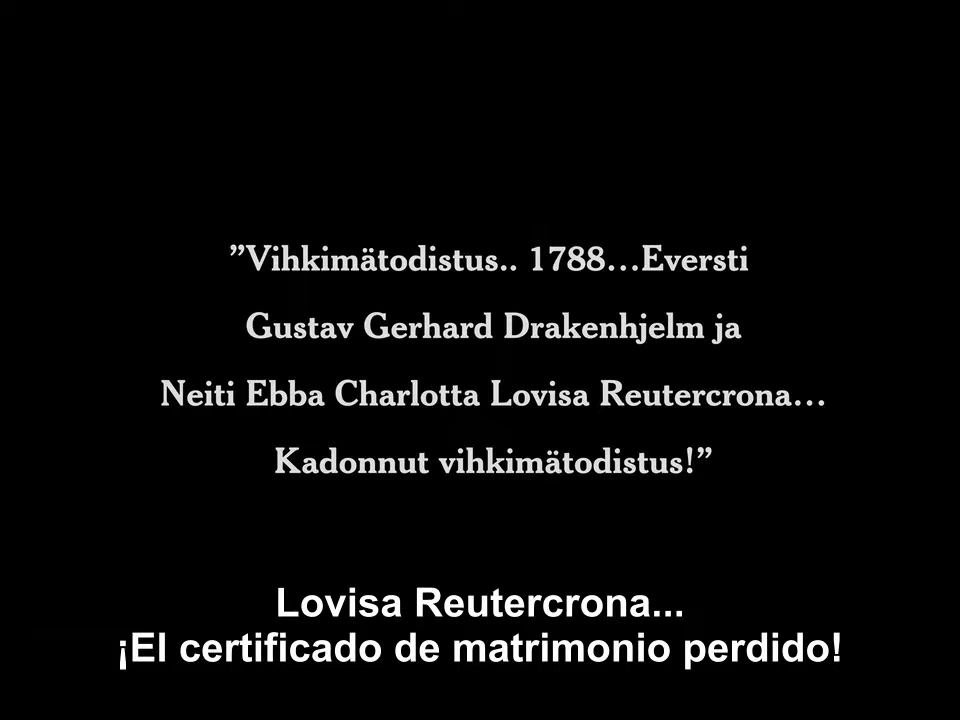 ”Vihkimätodistus.. 1788...Eversti
Gustav Gerhard Drakenhjelm ja
Neiti Ebba Charlotta Lovisa Reutercrona...
Kadonnut vihkimätodistus!”
Lovisa Reutercrona...
¡El certificado de matrimonio perdido!